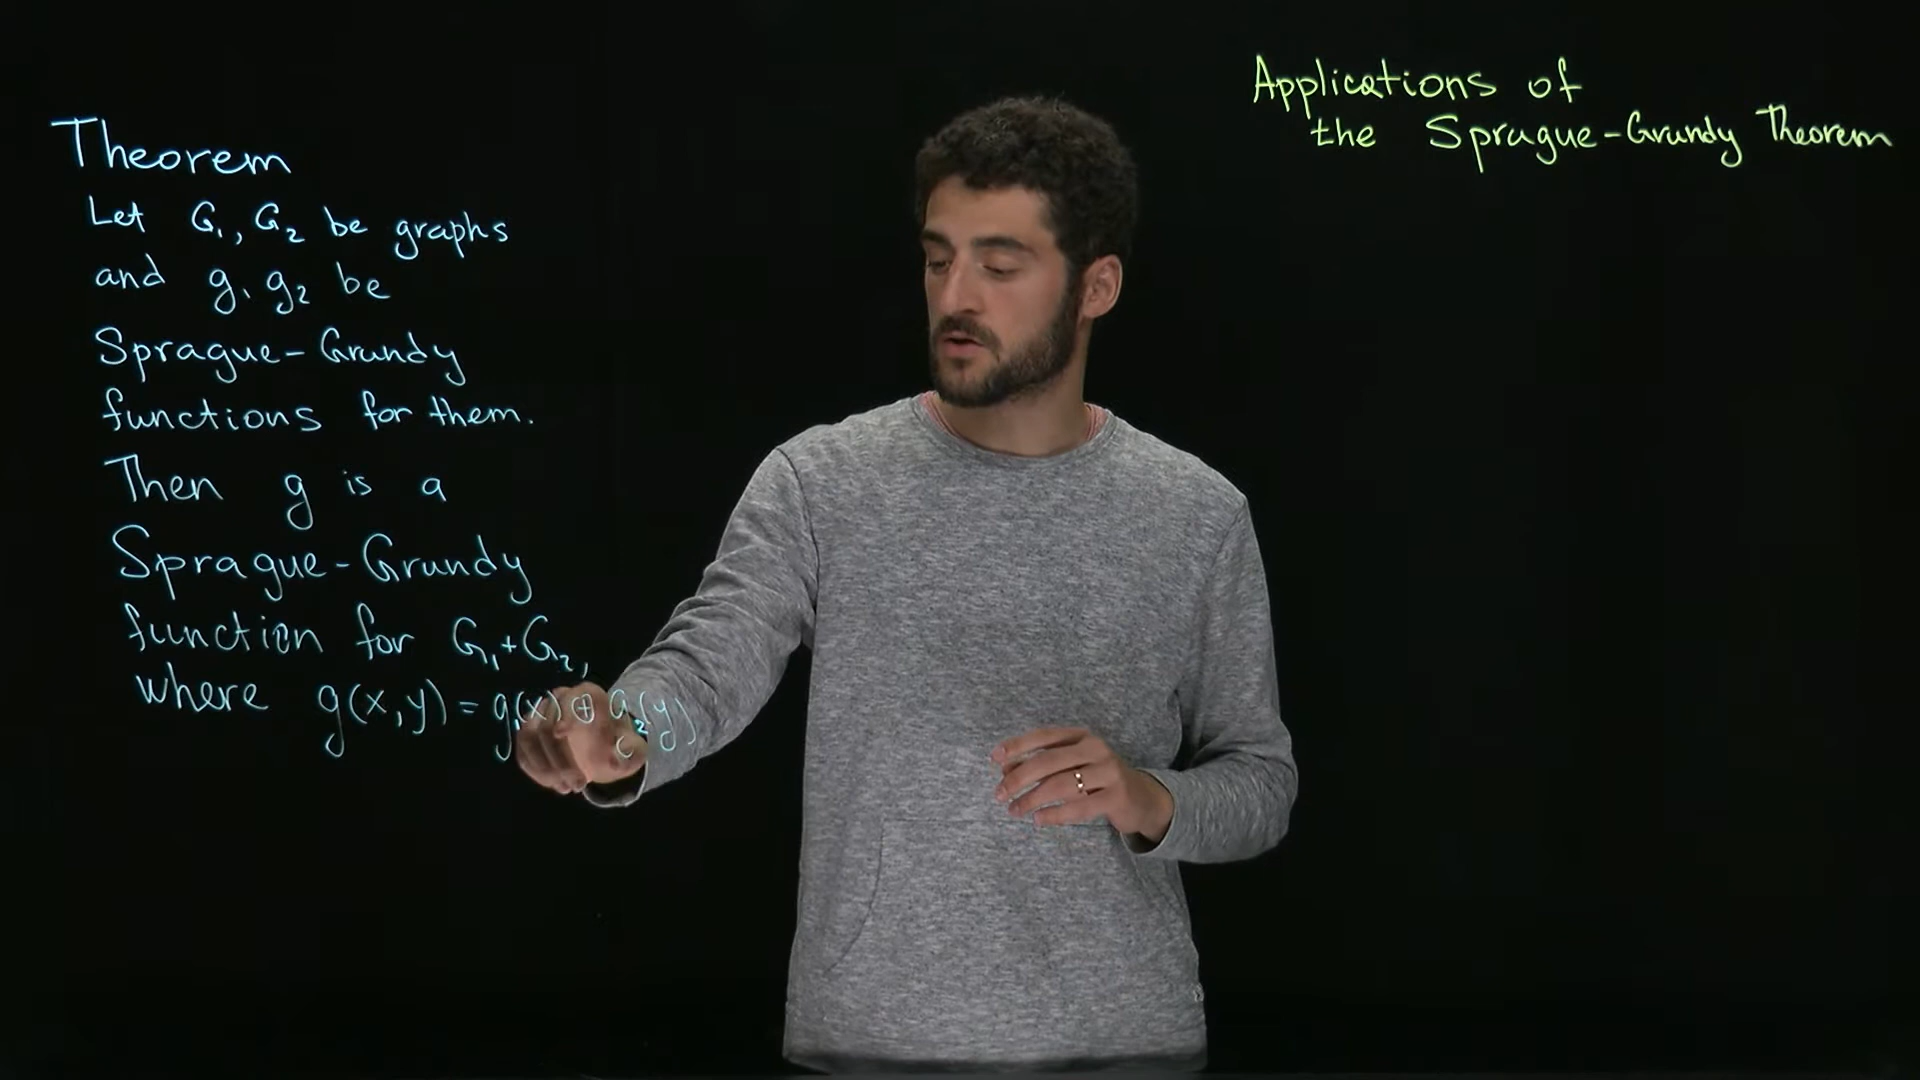 Applications of
the Sprague-Grundy Theorem
Theorem
Let G₁, G₂ be graphs
and g₁ g₂ be
Sprague-Grundy
functions for them.
Then g is a
Sprague-Grundy
function for G₁+G₂,
where g(x,y) = g₁(x) ⊕ g₂(y)